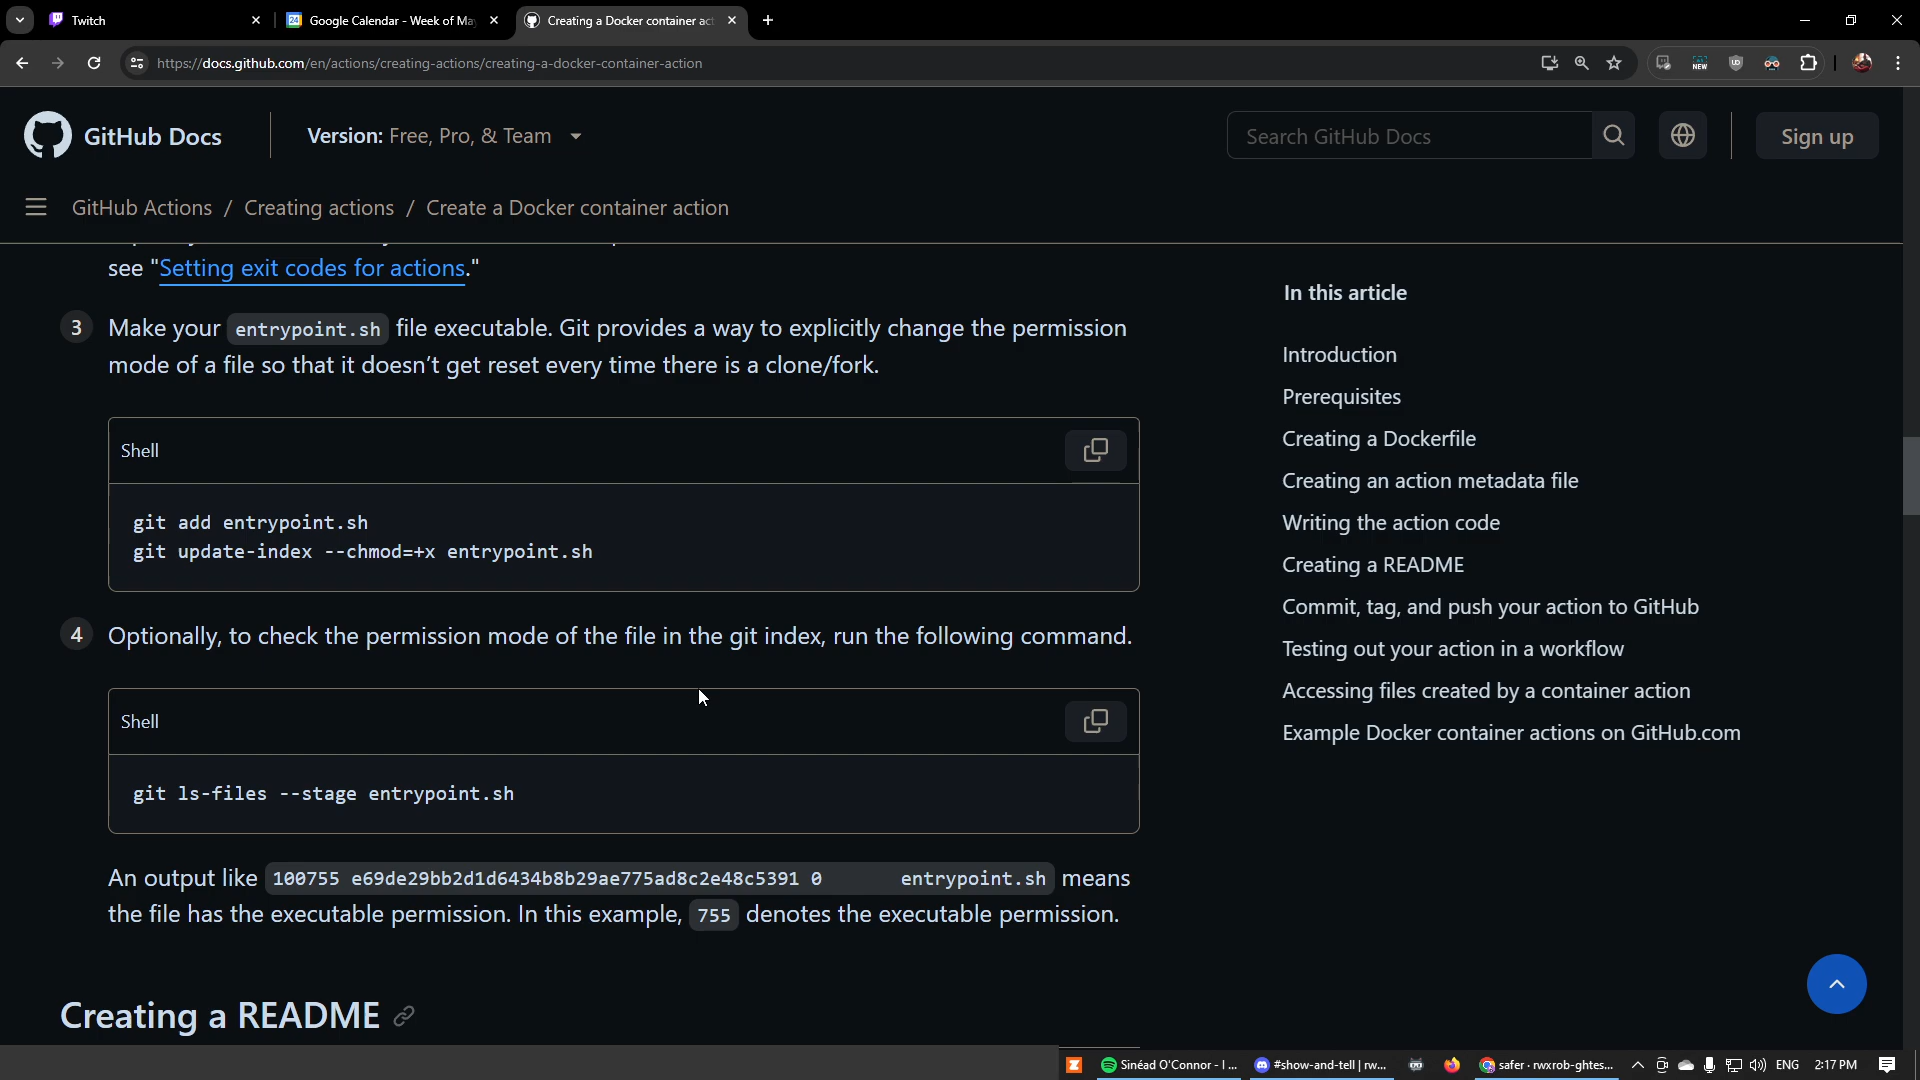 Twitch
Google Calendar - Week of Ma
Creating a Docker container act
https://docs.github.com/en/actions/creating-actions/creating-a-docker-container-action
NEW
GitHub Docs
Version: Free, Pro, & Team
Search GitHub Docs
Sign up
GitHub Actions / Creating actions / Create a Docker container action
see "Setting exit codes for actions."
3 Make your entrypoint.sh file executable. Git provides a way to explicitly change the permission
mode of a file so that it doesn’t get reset every time there is a clone/fork.
Shell
git add entrypoint.sh
git update-index --chmod=+x entrypoint.sh
4 Optionally, to check the permission mode of the file in the git index, run the following command.
Shell
git ls-files --stage entrypoint.sh
An output like 100755 e69de29bb2d1d6434b8b29ae775ad8c2e48c5391 0 entrypoint.sh means
the file has the executable permission. In this example, 755 denotes the executable permission.
Creating a README
In this article
Introduction
Prerequisites
Creating a Dockerfile
Creating an action metadata file
Writing the action code
Creating a README
Commit, tag, and push your action to GitHub
Testing out your action in a workflow
Accessing files created by a container action
Example Docker container actions on GitHub.com
Sinéad O'Connor - I ...
#show-and-tell | rw...
safer · rwxrob-ghtes...
ENG
2:17 PM